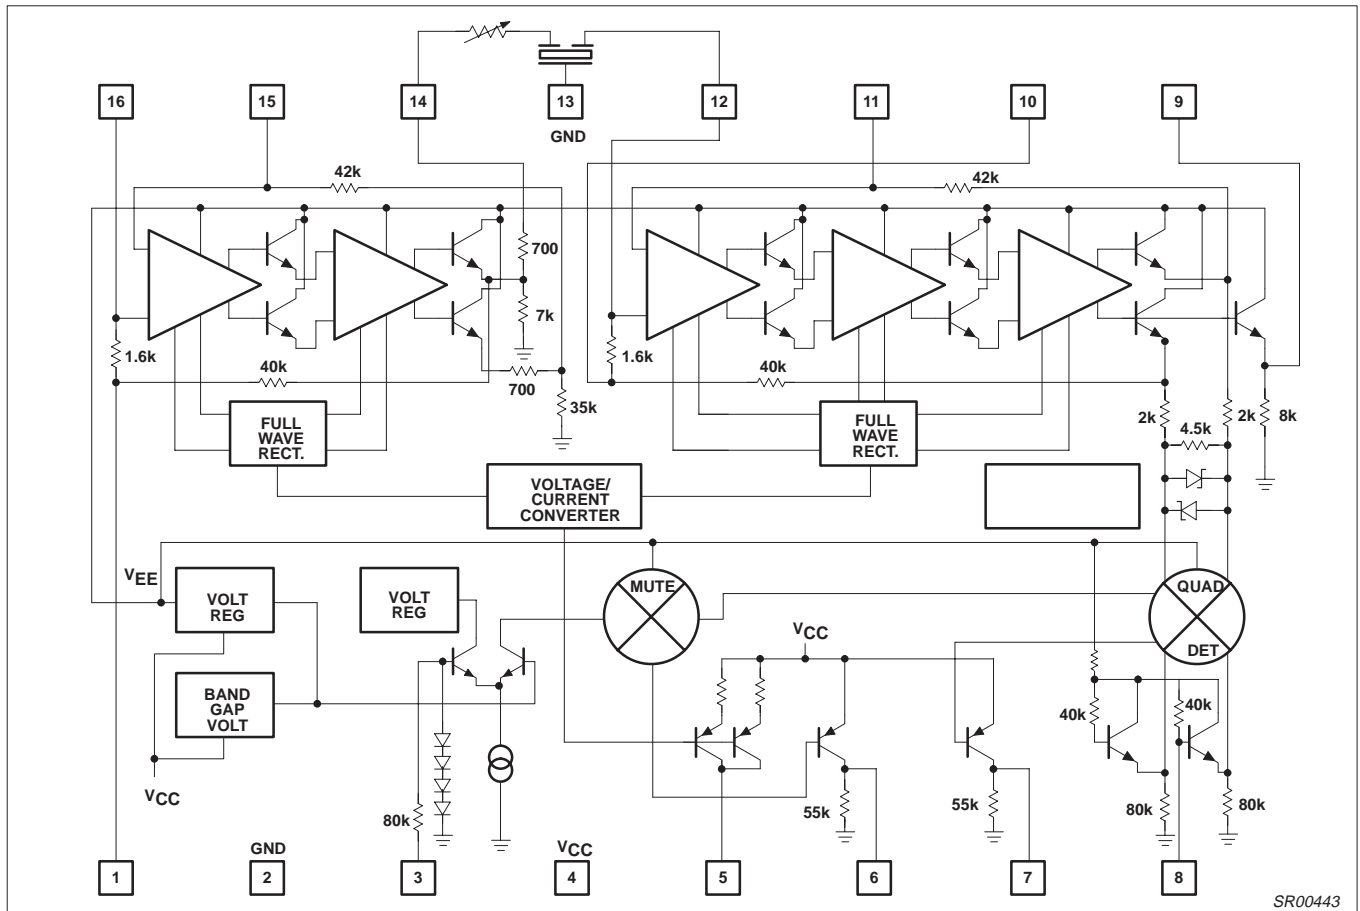 16
15
14
13
12
11
10
9
GND
42k
42k
700
7k
1.6k
40k
700
35k
1.6k
40k
2k
2k
8k
4.5k
FULL
WAVE
RECT.
FULL
WAVE
RECT.
VOLTAGE/
CURRENT
CONVERTER
VEE
VOLT
REG
VOLT
REG
MUTE
QUAD
DET
VCC
BAND
GAP
VOLT
VCC
40k
40k
80k
55k
55k
80k
80k
GND
VCC
1
2
3
4
5
6
7
8
SR00443